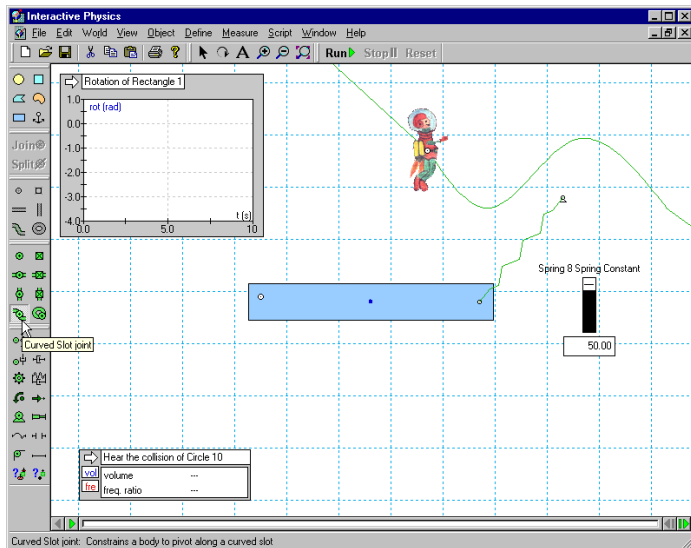 Interactive Physics
File Edit World View Object Define Measure Script Window Help
A Run Stop Reset
Rotation of Rectangle 1
rot (rad)
1.0
0.0
-1.0
-2.0
-3.0
-4.0
t (s)
0.0 5.0 10
Join
Split
Spring 8 Spring Constant
50.00
Curved Slot joint
Hear the collision of Circle 10
vol volume ---
fre freq. ratio ---
Curved Slot joint: Constrains a body to pivot along a curved slot